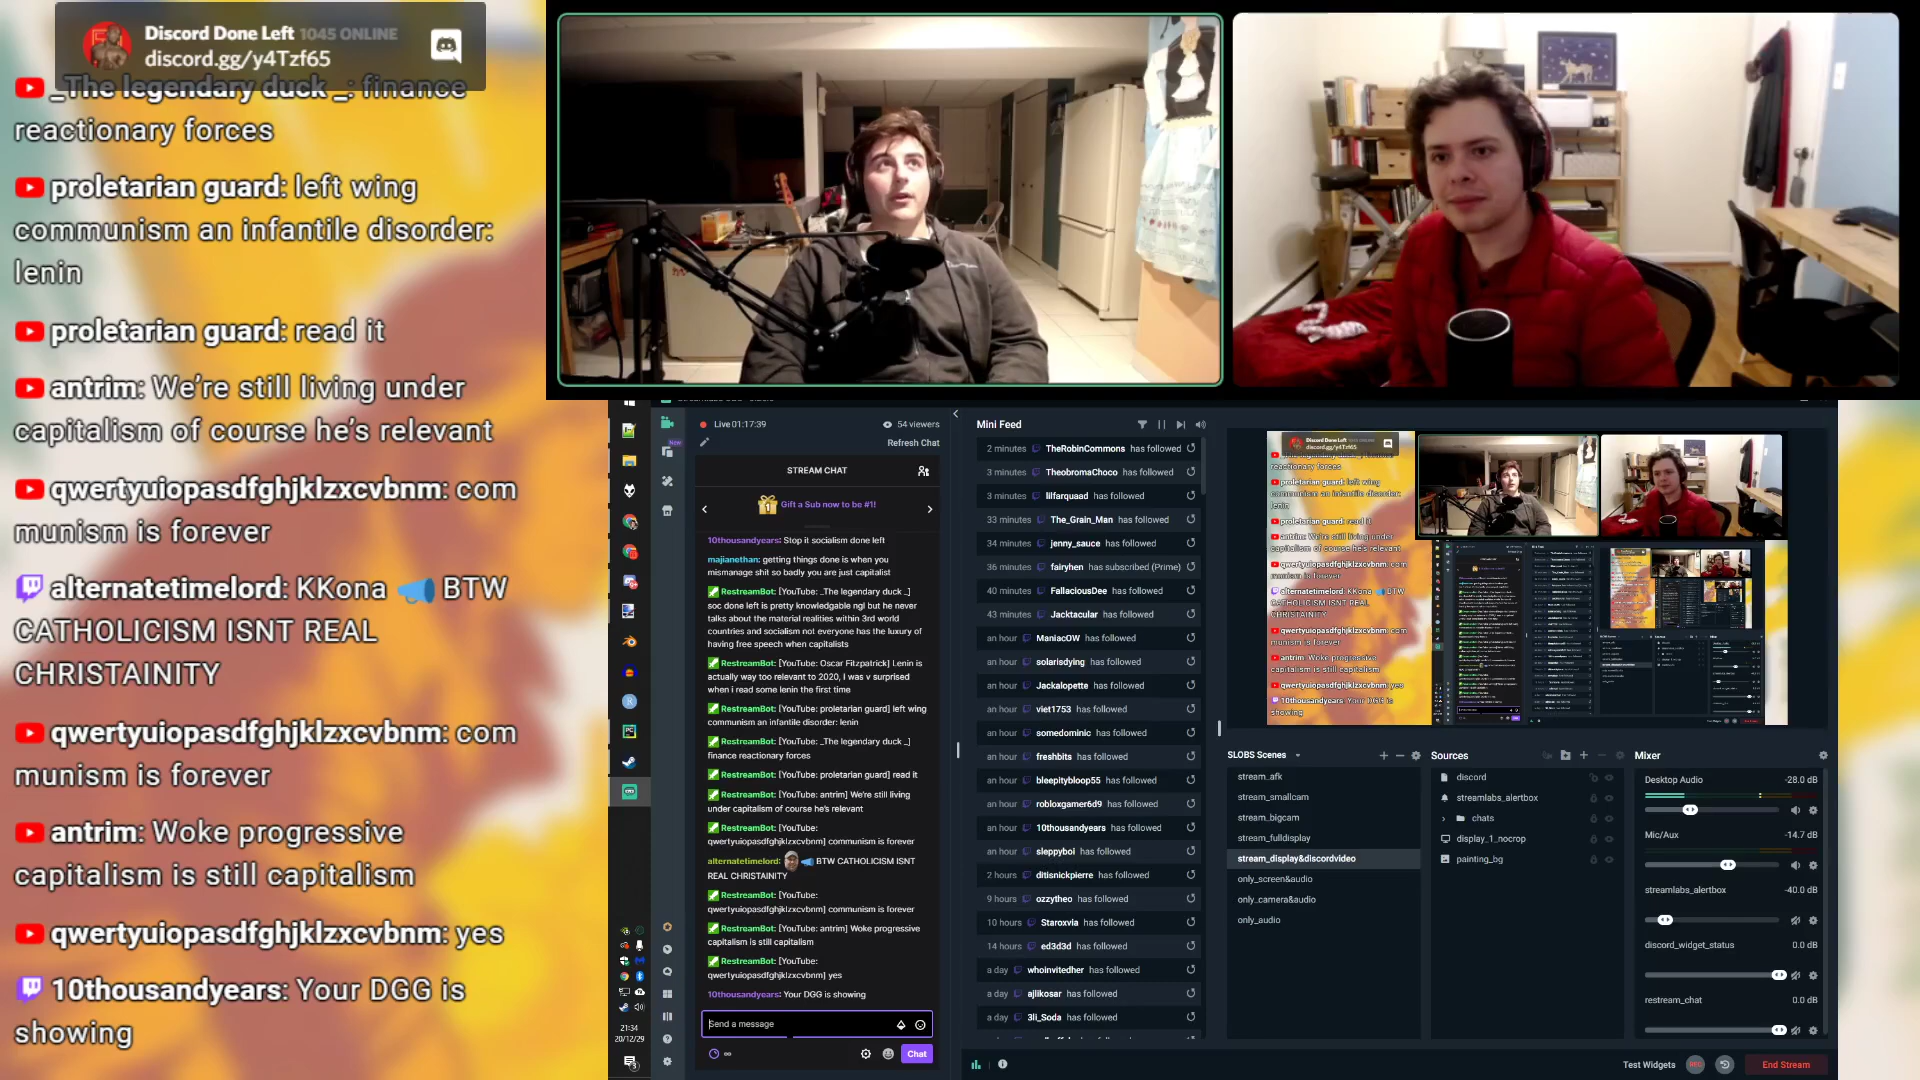 Discord Done Left 1045 ONLINE
discord.gg/y4Tzf65
_The legendary duck _: finance
reactionary forces
proletarian guard: left wing
communism an infantile disorder:
lenin
proletarian guard: read it
antrim: We're still living under
capitalism of course he's relevant
qwertyuiopasdfghjklzxcvbnm: com
munism is forever
alternatetimelord: KKona BTW
CATHOLICISM ISNT REAL
CHRISTAINITY
qwertyuiopasdfghjklzxcvbnm: com
munism is forever
antrim: Woke progressive
capitalism is still capitalism
qwertyuiopasdfghjklzxcvbnm: yes
10thousandyears: Your DGG is
showing
21:34
20/12/29
New
Live 01:17:39
54 viewers
Refresh Chat
STREAM CHAT
1
Gift a Sub now to be #1!
10thousandyears: Stop it socialism done left
majianethan: getting things done is when you
mismanage shit so badly you are just capitalist
RestreamBot: [YouTube: _The legendary duck _]
soc done left is pretty knowledgable ngl but he never
talks about the material realities within 3rd world
countries and socialism not everyone has the luxury of
having free speech when capitalists
RestreamBot: [YouTube: Oscar Fitzpatrick] Lenin is
actually way too relevant to 2020, i was v surprised
when i read some lenin the first time
RestreamBot: [YouTube: proletarian guard] left wing
communism an infantile disorder: lenin
RestreamBot: [YouTube: _The legendary duck _]
finance reactionary forces
RestreamBot: [YouTube: proletarian guard] read it
RestreamBot: [YouTube: antrim] We're still living
under capitalism of course he's relevant
RestreamBot: [YouTube:
qwertyuiopasdfghjklzxcvbnm] communism is forever
alternatetimelord: BTW CATHOLICISM ISNT
REAL CHRISTAINITY
RestreamBot: [YouTube:
qwertyuiopasdfghjklzxcvbnm] communism is forever
RestreamBot: [YouTube: antrim] Woke progressive
capitalism is still capitalism
RestreamBot: [YouTube:
qwertyuiopasdfghjklzxcvbnm] yes
10thousandyears: Your DGG is showing
Send a message
Chat
Mini Feed
2 minutes TheRobinCommons has followed
3 minutes TheobromaChoco has followed
3 minutes lilfarquaad has followed
33 minutes The_Grain_Man has followed
34 minutes jenny_sauce has followed
36 minutes fairyhen has subscribed (Prime)
40 minutes FallaciousDee has followed
43 minutes Jacktacular has followed
an hour ManiacOW has followed
an hour solarisdying has followed
an hour Jackalopette has followed
an hour viet1753 has followed
an hour somedominic has followed
an hour freshbits has followed
an hour bleepitybloop55 has followed
an hour robloxgamer6d9 has followed
an hour 10thousandyears has followed
an hour sleppyboi has followed
2 hours ditisnickpierre has followed
9 hours ozzytheo has followed
10 hours Staroxvia has followed
14 hours ed3d3d has followed
a day whoinvitedher has followed
a day ajlikosar has followed
a day 3li_Soda has followed
SLOBS Scenes
stream_afk
stream_smallcam
stream_bigcam
stream_fulldisplay
stream_display&discordvideo
only_screen&audio
only_camera&audio
only_audio
Sources
discord
streamlabs_alertbox
chats
display_1_nocrop
painting_bg
Mixer
Desktop Audio -28.0 dB
Mic/Aux -14.7 dB
streamlabs_alertbox -40.0 dB
discord_widget_status 0.0 dB
restream_chat 0.0 dB
Test Widgets
REC
End Stream